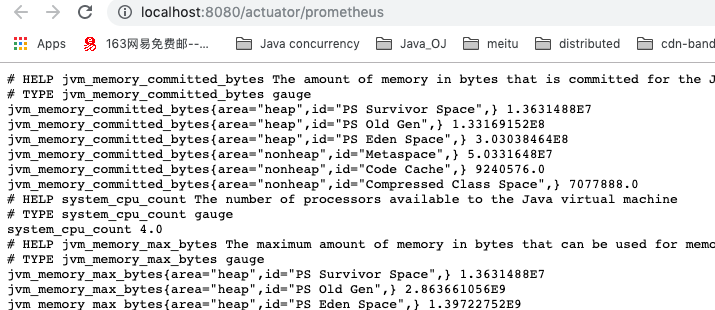 localhost:8080/actuator/prometheus
Apps 163网易免费邮--... Java concurrency Java_OJ meitu distributed cdn-band
# HELP jvm_memory_committed_bytes The amount of memory in bytes that is committed for the J
# TYPE jvm_memory_committed_bytes gauge
jvm_memory_committed_bytes{area="heap",id="PS Survivor Space",} 1.3631488E7
jvm_memory_committed_bytes{area="heap",id="PS Old Gen",} 1.33169152E8
jvm_memory_committed_bytes{area="heap",id="PS Eden Space",} 3.03038464E8
jvm_memory_committed_bytes{area="nonheap",id="Metaspace",} 5.0331648E7
jvm_memory_committed_bytes{area="nonheap",id="Code Cache",} 9240576.0
jvm_memory_committed_bytes{area="nonheap",id="Compressed Class Space",} 7077888.0
# HELP system_cpu_count The number of processors available to the Java virtual machine
# TYPE system_cpu_count gauge
system_cpu_count 4.0
# HELP jvm_memory_max_bytes The maximum amount of memory in bytes that can be used for memo
# TYPE jvm_memory_max_bytes gauge
jvm_memory_max_bytes{area="heap",id="PS Survivor Space",} 1.3631488E7
jvm_memory_max_bytes{area="heap",id="PS Old Gen",} 2.863661056E9
jvm_memory_max_bytes{area="heap",id="PS Eden Space",} 1.39722752E9